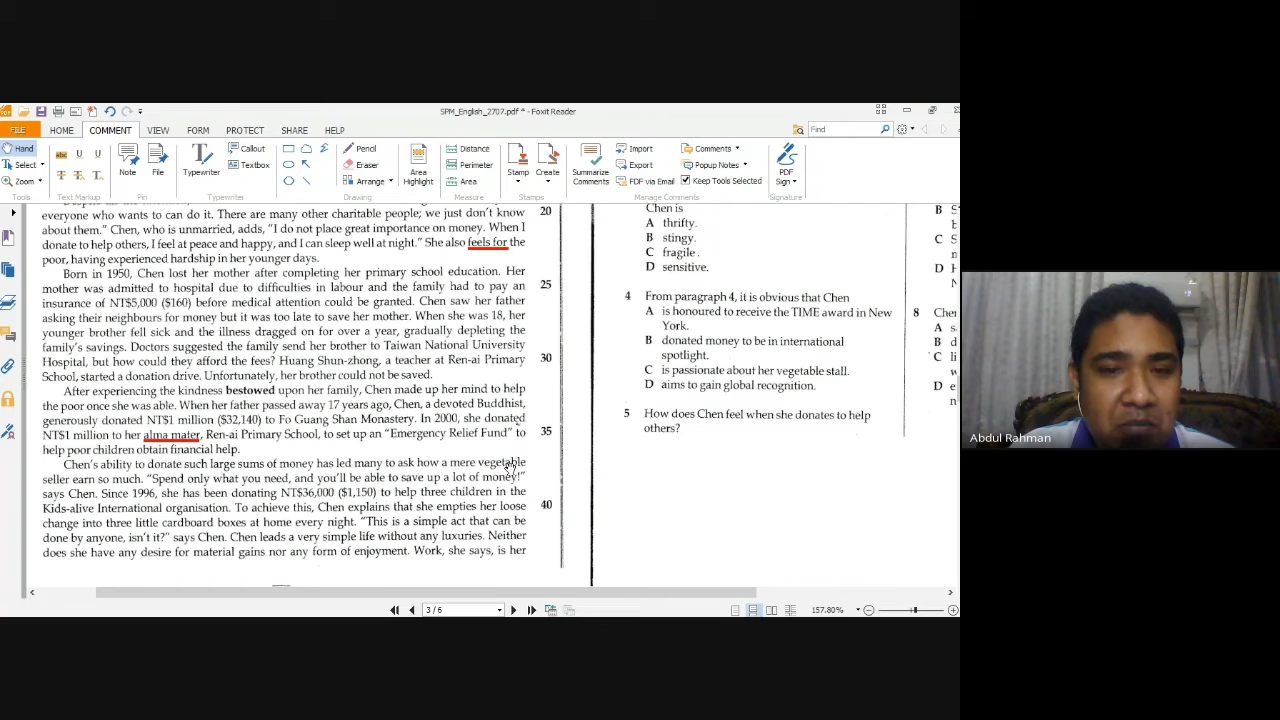 SPM_English_2707.pdf * - Foxit Reader
FILE HOME COMMENT VIEW FORM PROTECT SHARE HELP
Find
Hand
Select
Zoom
Tools
Text Markup
Note
File
Pin
Typewriter
Callout
Textbox
Typewriter
Pencil
Eraser
Arrange
Drawing
Area Highlight
Distance
Perimeter
Area
Measure
Stamp
Create
Stamps
Summarize Comments
Import
Export
FDF via Email
Comments
Popup Notes
Keep Tools Selected
Manage Comments
PDF Sign
Signature
everyone who wants to can do it. There are many other charitable people; we just don't know 20
about them." Chen, who is unmarried, adds, "I do not place great importance on money. When I
donate to help others, I feel at peace and happy, and I can sleep well at night." She also feels for the
poor, having experienced hardship in her younger days.
Born in 1950, Chen lost her mother after completing her primary school education. Her
mother was admitted to hospital due to difficulties in labour and the family had to pay an 25
insurance of NT$5,000 ($160) before medical attention could be granted. Chen saw her father
asking their neighbours for money but it was too late to save her mother. When she was 18, her
younger brother fell sick and the illness dragged on for over a year, gradually depleting the
family's savings. Doctors suggested the family send her brother to Taiwan National University
Hospital, but how could they afford the fees? Huang Shun-zhong, a teacher at Ren-ai Primary 30
School, started a donation drive. Unfortunately, her brother could not be saved.
After experiencing the kindness bestowed upon her family, Chen made up her mind to help
the poor once she was able. When her father passed away 17 years ago, Chen, a devoted Buddhist,
generously donated NT$1 million ($32,140) to Fo Guang Shan Monastery. In 2000, she donated
NT$1 million to her alma mater, Ren-ai Primary School, to set up an "Emergency Relief Fund" to 35
help poor children obtain financial help.
Chen's ability to donate such large sums of money has led many to ask how a mere vegetable
seller earn so much. "Spend only what you need, and you'll be able to save up a lot of money!"
says Chen. Since 1996, she has been donating NT$36,000 ($1,150) to help three children in the
Kids-alive International organisation. To achieve this, Chen explains that she empties her loose 40
change into three little cardboard boxes at home every night. "This is a simple act that can be
done by anyone, isn't it?" says Chen. Chen leads a very simple life without any luxuries. Neither
does she have any desire for material gains nor any form of enjoyment. Work, she says, is her
Chen is
A thrifty.
B stingy.
C fragile.
D sensitive.
4 From paragraph 4, it is obvious that Chen
A is honoured to receive the TIME award in New
York.
B donated money to be in international
spotlight.
C is passionate about her vegetable stall.
D aims to gain global recognition.
5 How does Chen feel when she donates to help
others?
B S
C S
D H
8 Cher
A s
B d
C li
D e
3 / 6
157.80%
Abdul Rahman